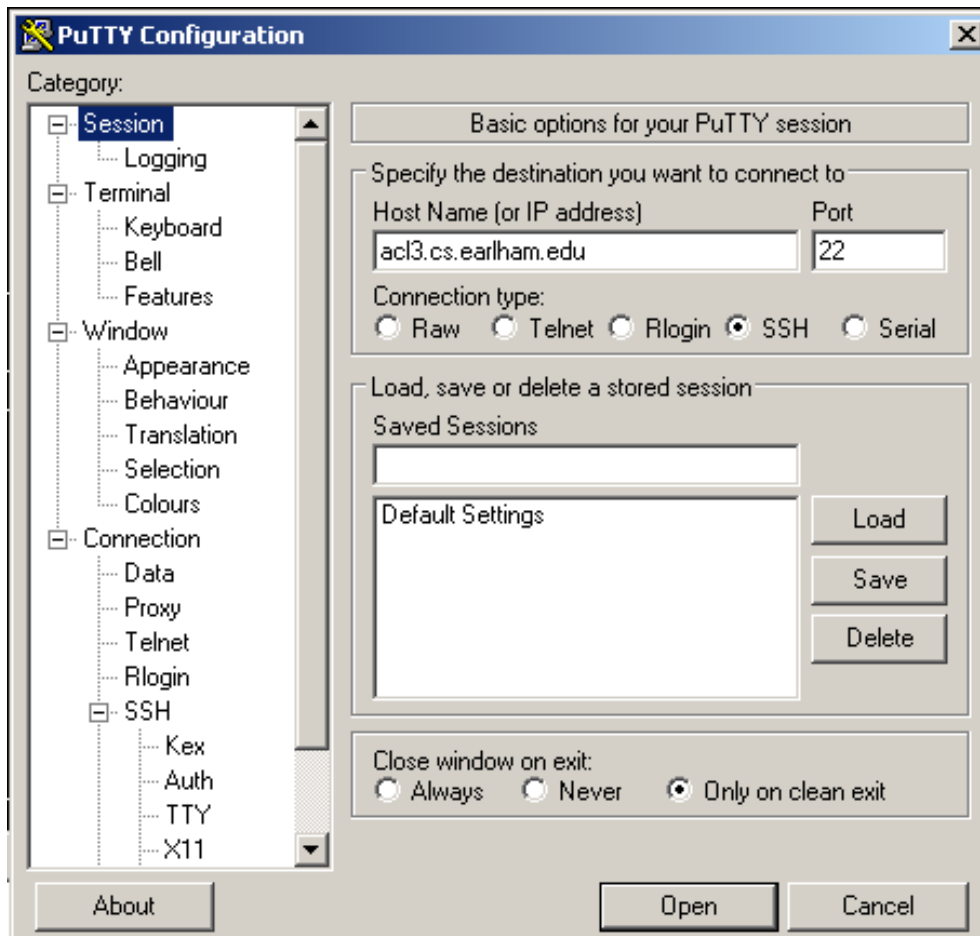 PuTTY Configuration
Category:
Session
Logging
Terminal
Keyboard
Bell
Features
Window
Appearance
Behaviour
Translation
Selection
Colours
Connection
Data
Proxy
Telnet
Rlogin
SSH
Kex
Auth
TTY
X11
Basic options for your PuTTY session
Specify the destination you want to connect to
Host Name (or IP address) Port
acl3.cs.earlham.edu 22
Connection type:
Raw Telnet Rlogin SSH Serial
Load, save or delete a stored session
Saved Sessions
Default Settings
Load
Save
Delete
Close window on exit:
Always Never Only on clean exit
About Open Cancel